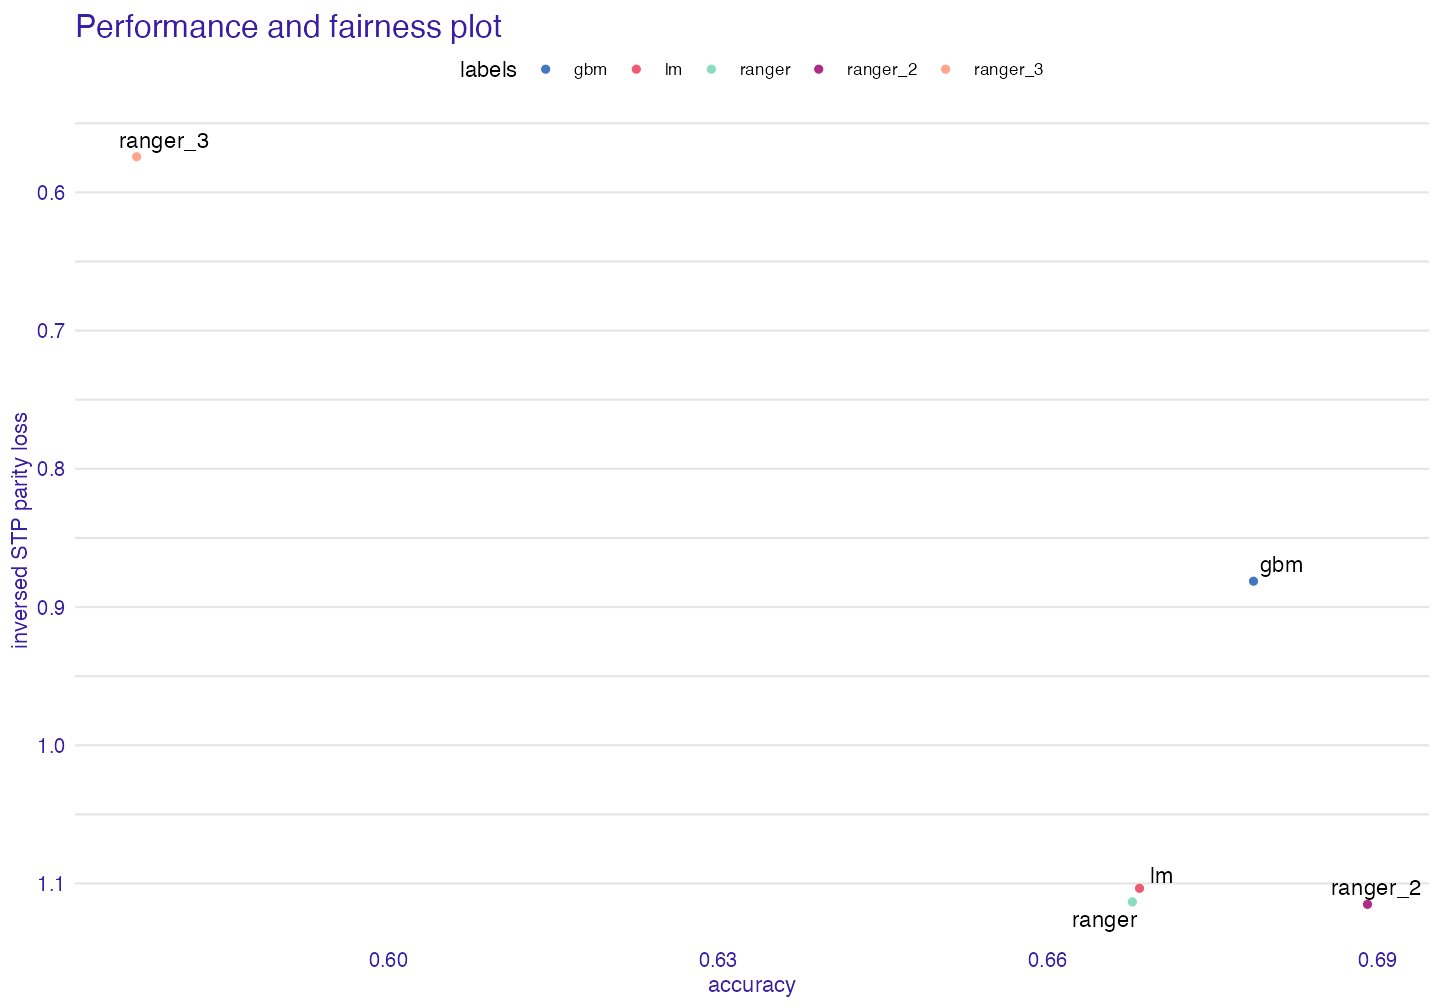 Performance and fairness plot
labels gbm lm ranger ranger_2 ranger_3
ranger_3
0.6
0.7
0.8
gbm
0.9
1.0
lm
1.1
ranger_2
ranger
0.60 0.63 0.66 0.69
accuracy
inversed STP parity loss